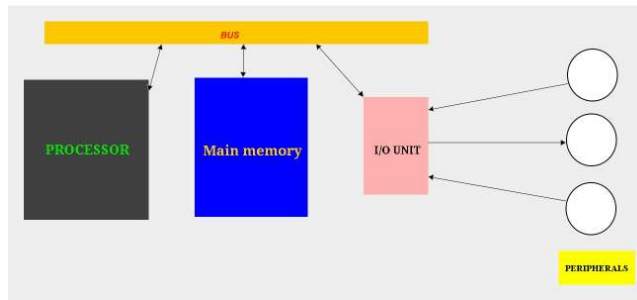 BUS
PROCESSOR
Main memory
I/O UNIT
PERIPHERALS